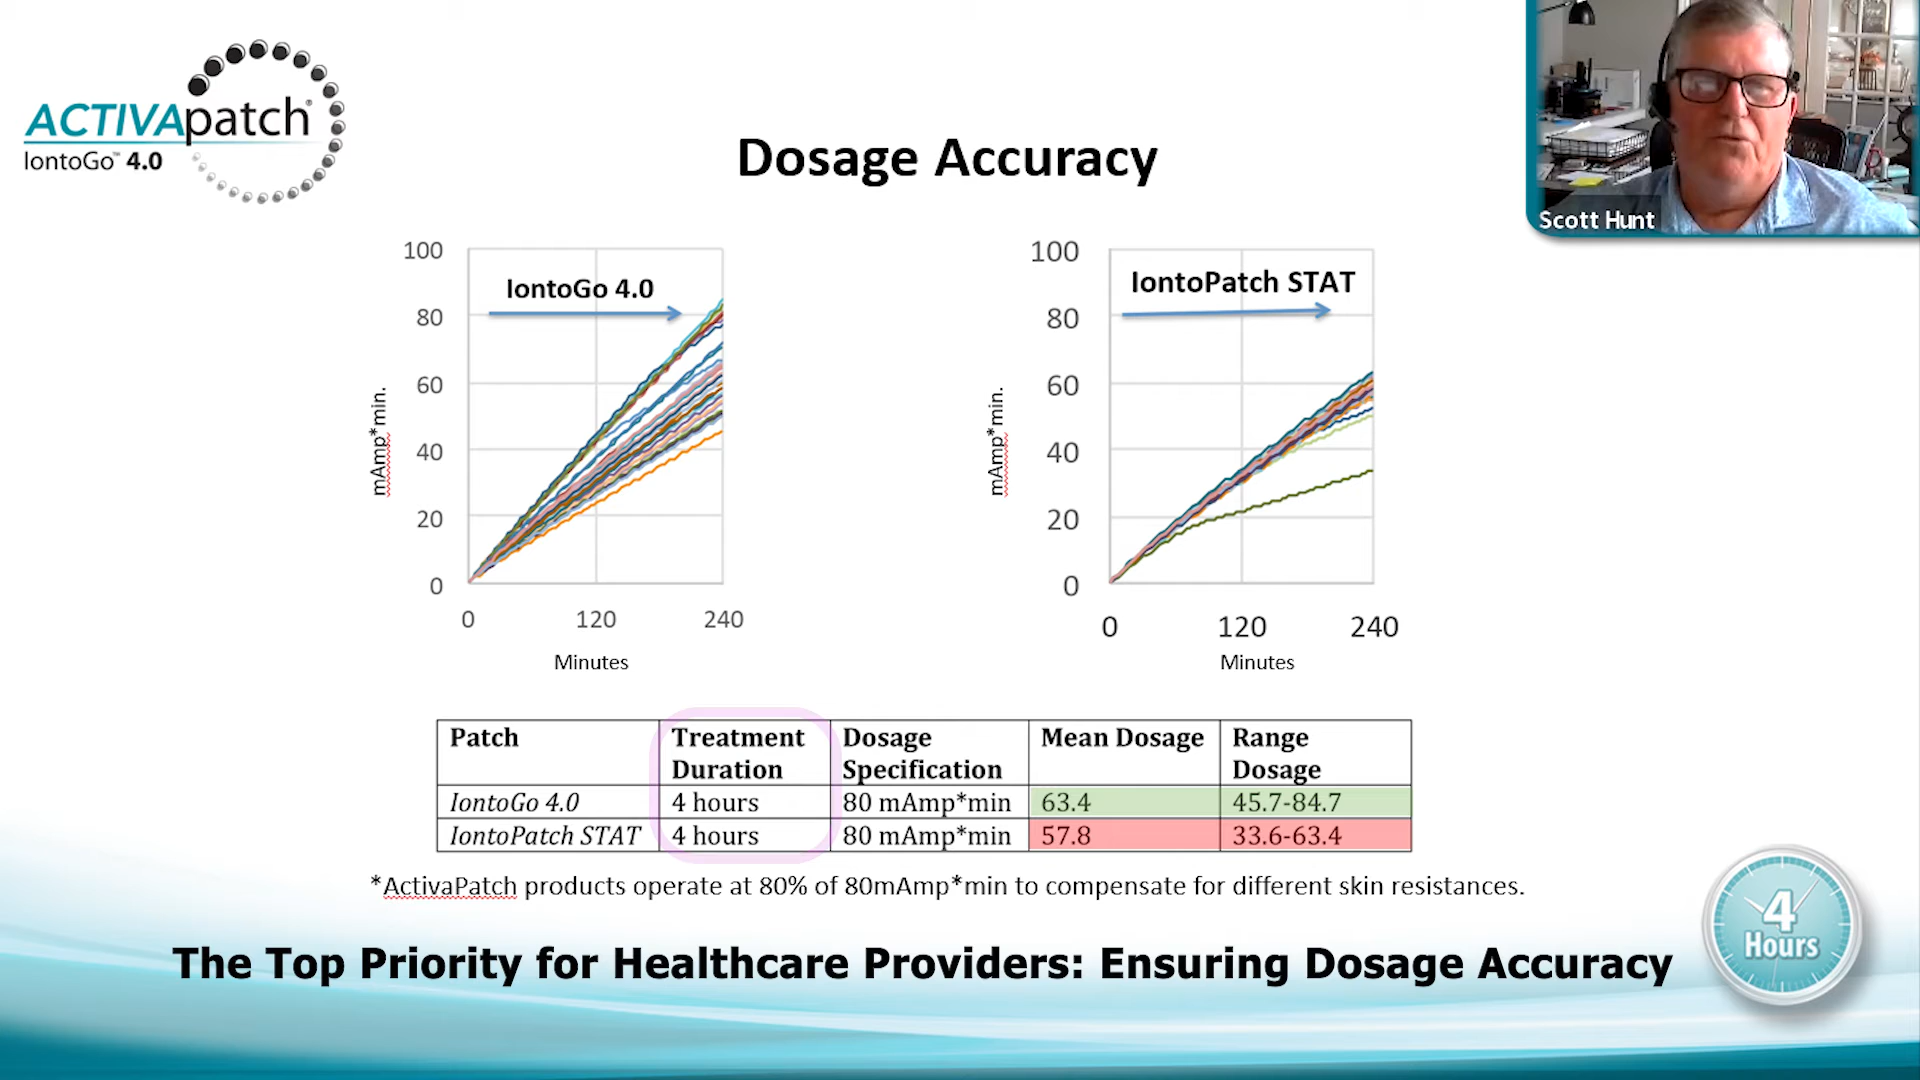 ACTIVApatch®
IontoGo™ 4.0
Scott Hunt
Dosage Accuracy
100
80
60
40
20
0
mAmp*min.
IontoGo 4.0
0 120 240
Minutes
100
80
60
40
20
0
mAmp*min.
IontoPatch STAT
0 120 240
Minutes
Patch Treatment Duration Dosage Specification Mean Dosage Range Dosage
IontoGo 4.0 4 hours 80 mAmp*min 63.4 45.7-84.7
IontoPatch STAT 4 hours 80 mAmp*min 57.8 33.6-63.4
*ActivaPatch products operate at 80% of 80mAmp*min to compensate for different skin resistances.
4
Hours
The Top Priority for Healthcare Providers: Ensuring Dosage Accuracy